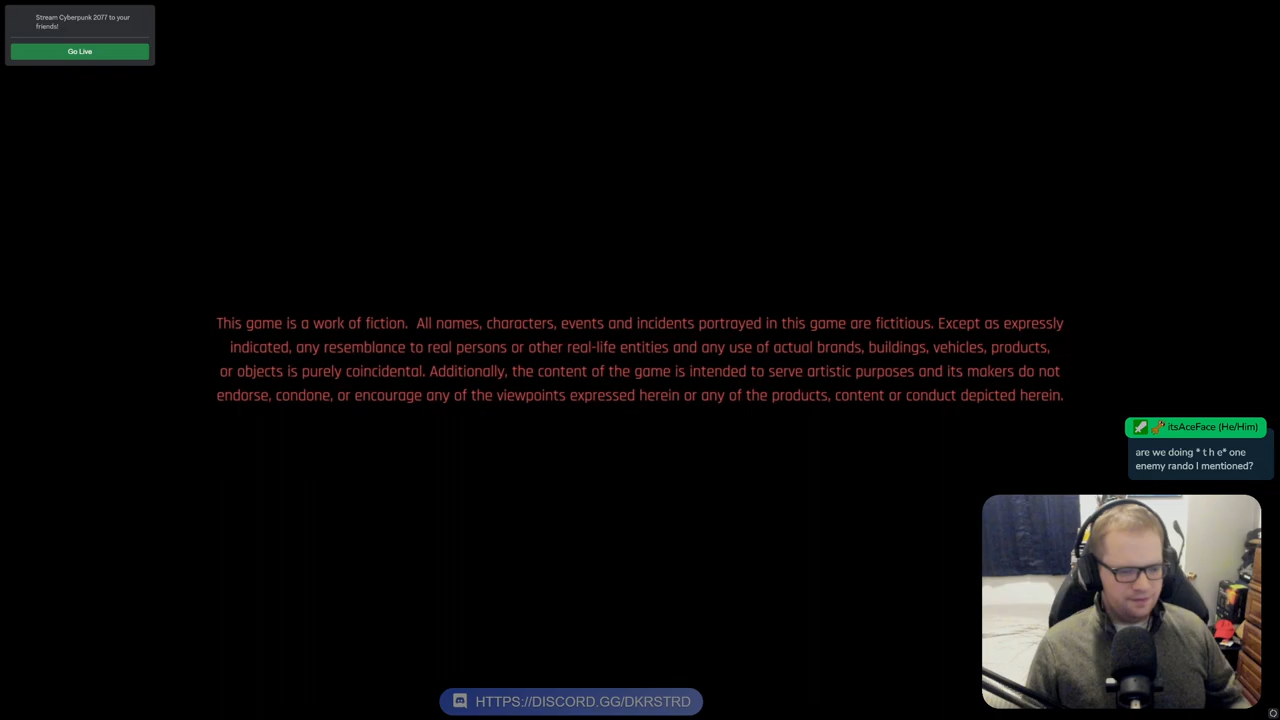 Stream Cyberpunk 2077 to your
friends!
Go Live
This game is a work of fiction.  All names, characters, events and incidents portrayed in this game are fictitious. Except as expressly
indicated, any resemblance to real persons or other real-life entities and any use of actual brands, buildings, vehicles, products,
or objects is purely coincidental. Additionally, the content of the game is intended to serve artistic purposes and its makers do not
endorse, condone, or encourage any of the viewpoints expressed herein or any of the products, content or conduct depicted herein.
itsAceFace (He/Him)
are we doing * t h e* one
enemy rando I mentioned?
HTTPS://DISCORD.GG/DKRSTRD